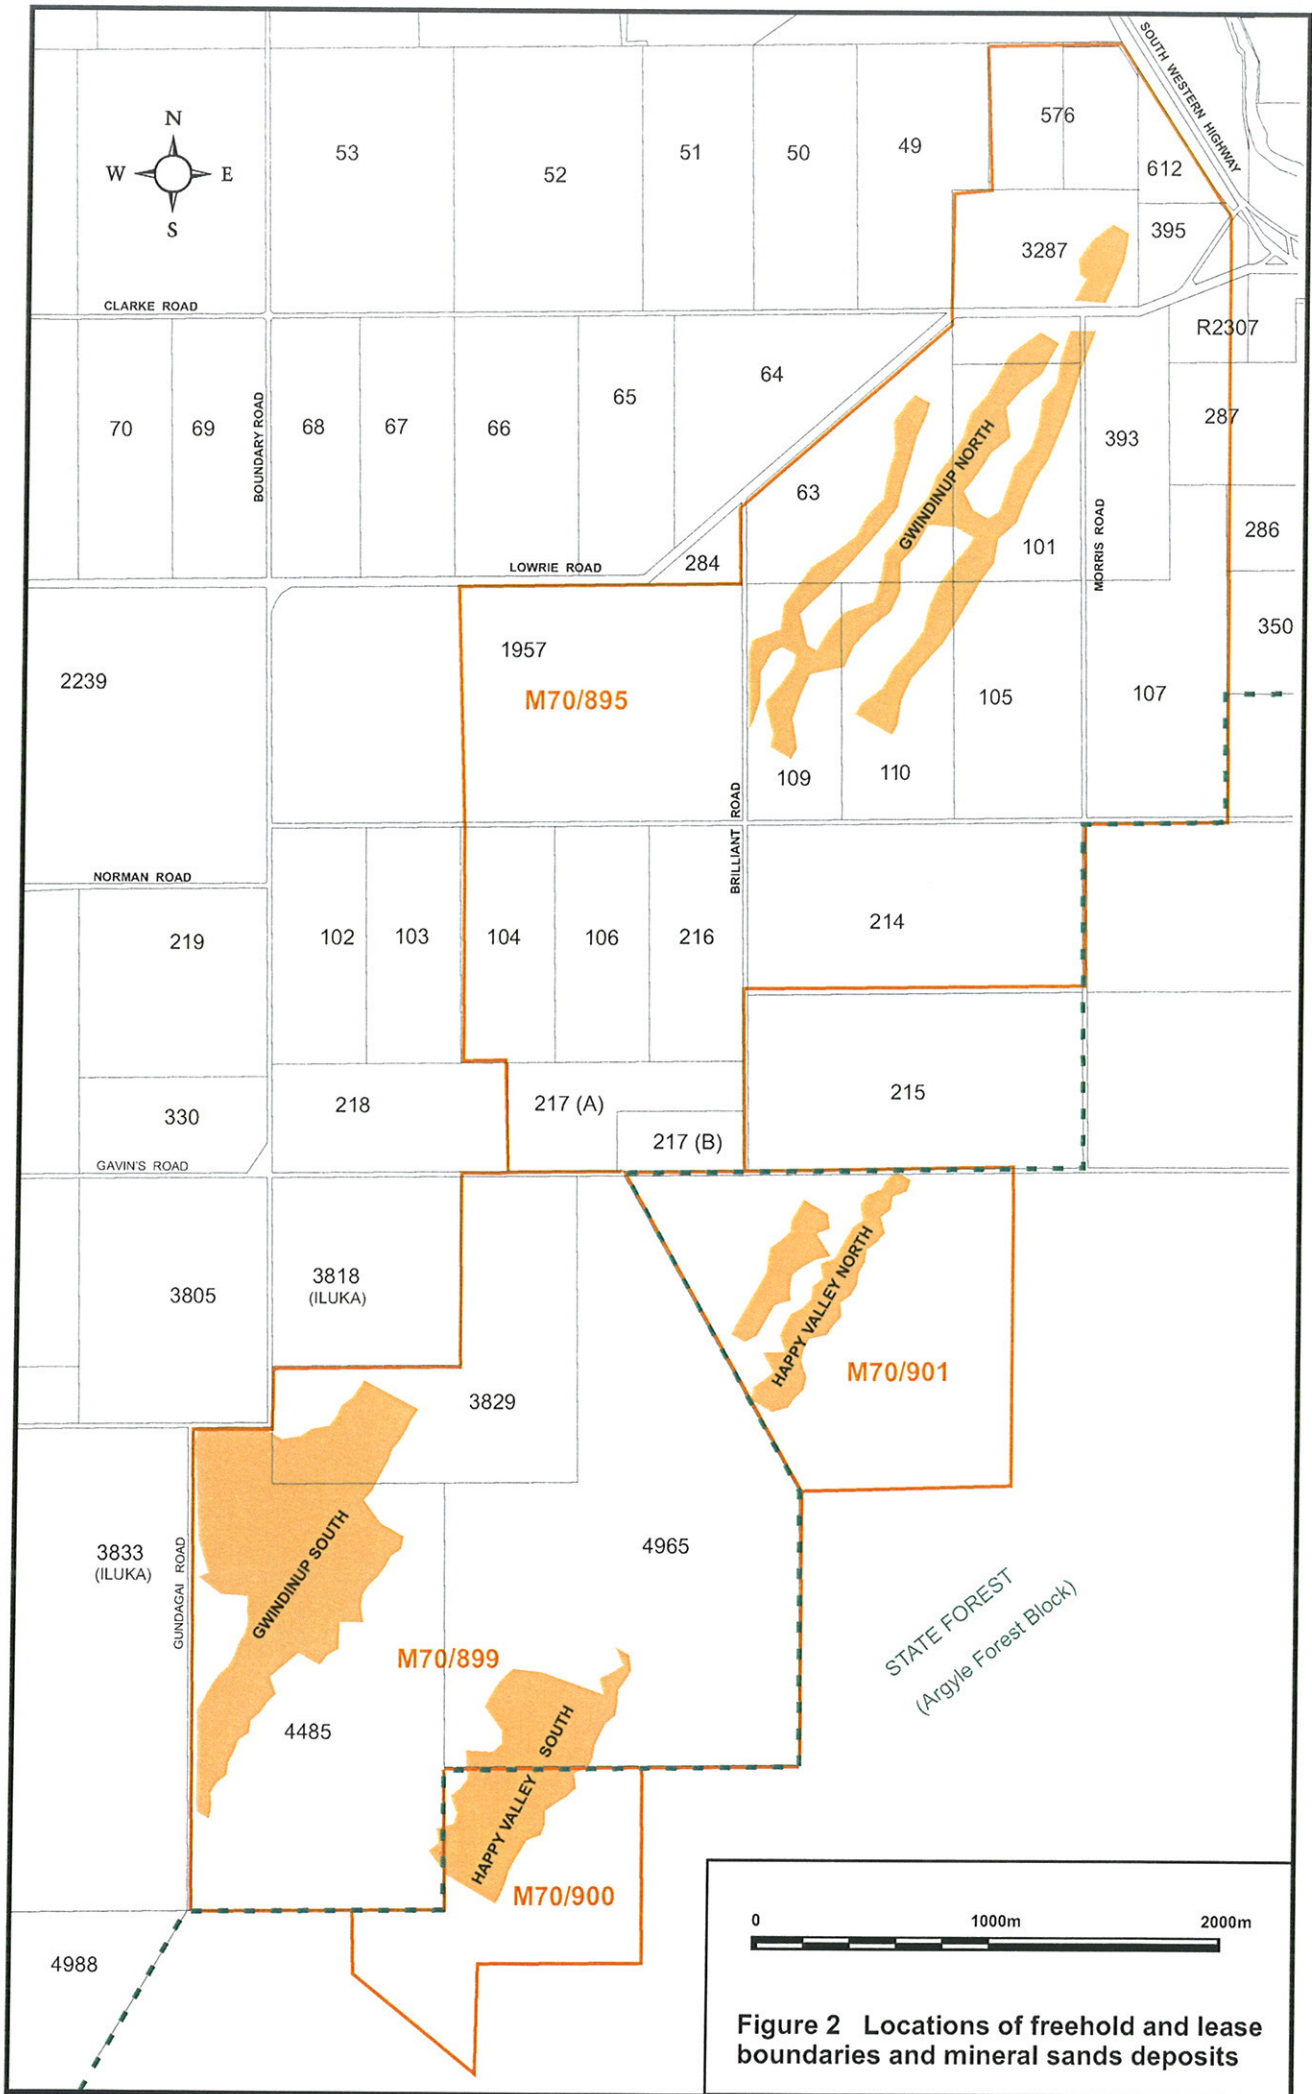 SOUTH WESTERN HIGHWAY
N
W E
S
53
52
51
50
49
576
612
395
3287
CLARKE ROAD
R2307
70
69
BOUNDARY ROAD
68
67
66
65
64
63
GWINDINUP NORTH
393
287
284
101
MORRIS ROAD
286
LOWRIE ROAD
350
2239
1957
M70/895
105
107
109
110
BRILLIANT ROAD
NORMAN ROAD
219
102
103
104
106
216
214
330
218
217 (A)
217 (B)
215
GAVIN'S ROAD
3805
3818
(ILUKA)
HAPPY VALLEY NORTH
M70/901
3829
3833
(ILUKA)
GUNDAGAI ROAD
GWINDINUP SOUTH
4965
STATE FOREST
(Argyle Forest Block)
M70/899
4485
HAPPY VALLEY SOUTH
M70/900
4988
0 1000m 2000m
Figure 2 Locations of freehold and lease
boundaries and mineral sands deposits